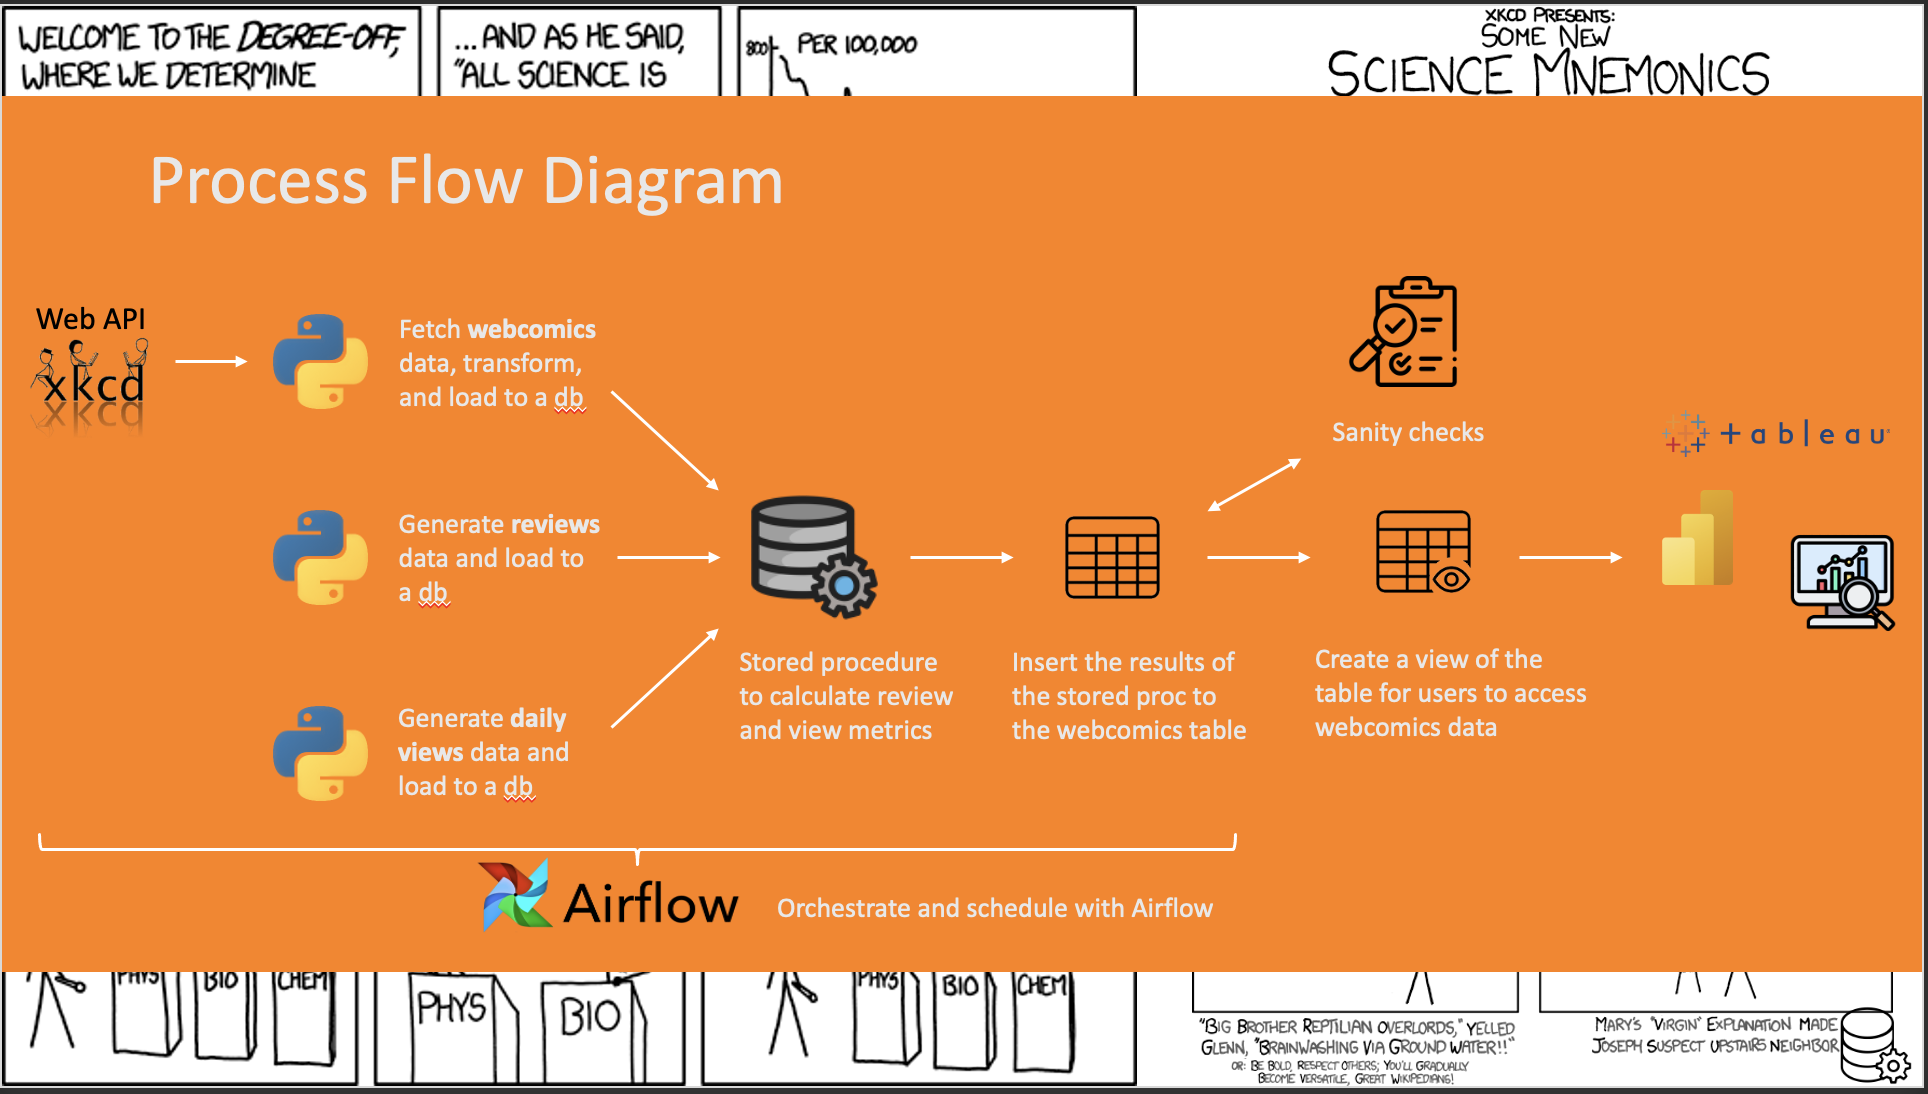 WELCOME TO THE DEGREE-OFF,
WHERE WE DETERMINE
...AND AS HE SAID,
"ALL SCIENCE IS
800
PER 100,000
XKCD PRESENTS:
SOME NEW
SCIENCE MNEMONICS
Process Flow Diagram
Web API
xkcd
Fetch webcomics
data, transform,
and load to a db
Generate reviews
data and load to
a db
Generate daily
views data and
load to a db
Stored procedure
to calculate review
and view metrics
Insert the results of
the stored proc to
the webcomics table
Sanity checks
Create a view of the
table for users to access
webcomics data
+ableau
Airflow
Orchestrate and schedule with Airflow
PHYS
BIO
CHEM
PHYS
BIO
PHYS
BIO
CHEM
"BIG BROTHER REPTILIAN OVERLORDS," YELLED
GLENN, "BRAINWASHING VIA GROUND WATER!!"
OR: BE BOLD, RESPECT OTHERS; YOU'LL GRADUALLY
BECOME VERSATILE, GREAT WIKIPEDIANS!
MARY'S "VIRGIN" EXPLANATION MADE
JOSEPH SUSPECT UPSTAIRS NEIGHBOR